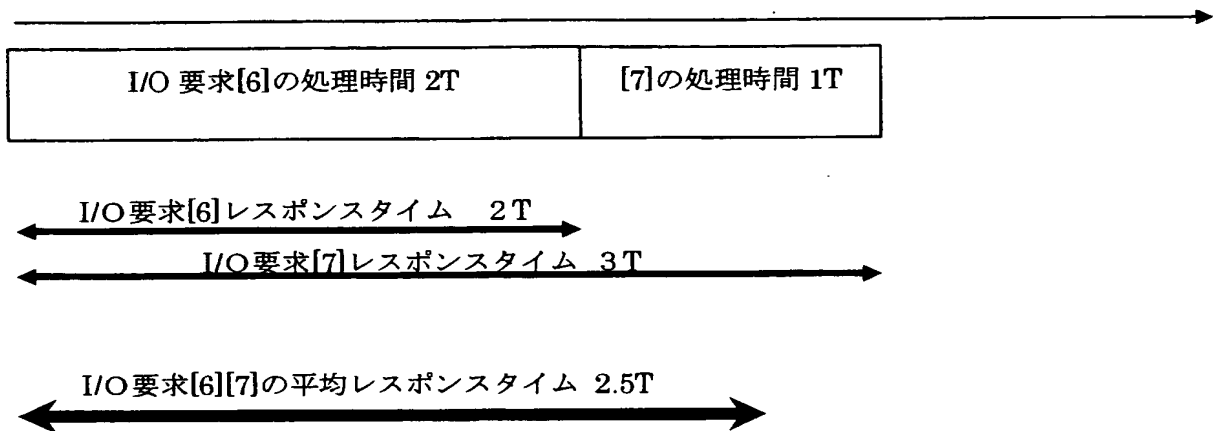 I/O 要求[6]の処理時間 2T
[7]の処理時間 1T
I/O要求[6]レスポンスタイム 2T
I/O要求[7]レスポンスタイム 3T
I/O要求[6][7]の平均レスポンスタイム 2.5T